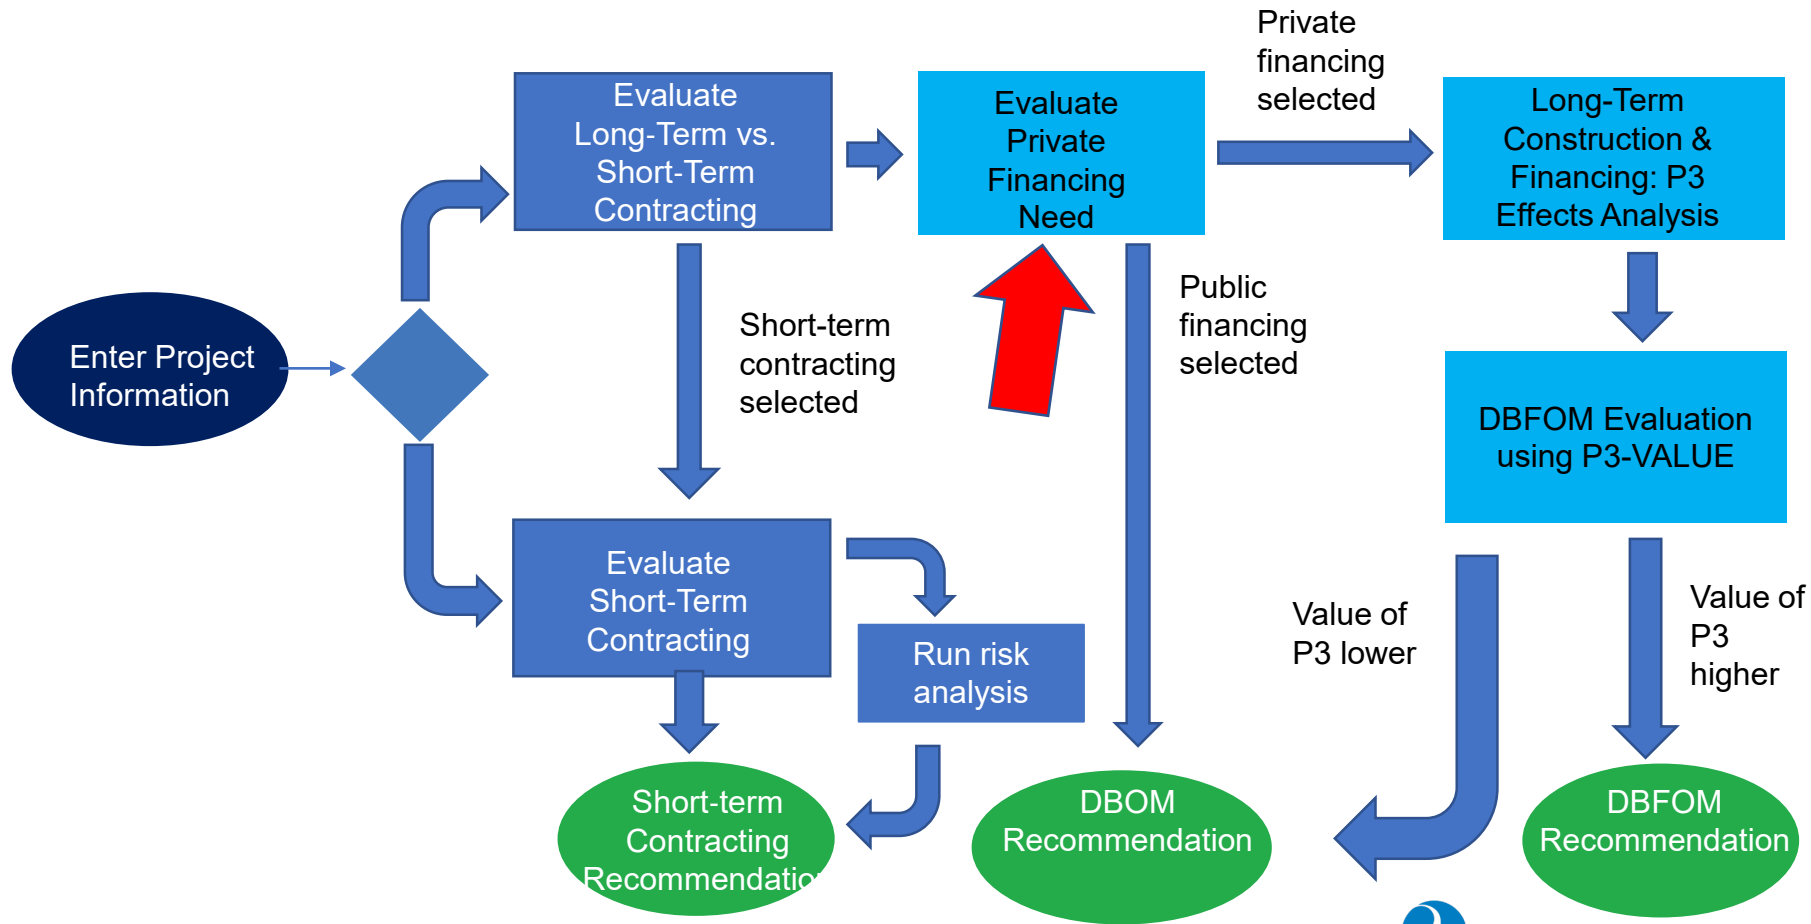 Private
financing
selected
Evaluate
Long-Term vs.
Short-Term
Contracting
Evaluate
Private
Financing
Need
Long-Term
Construction &
Financing: P3
Effects Analysis
Enter Project
Information
Short-term
contracting
selected
Public
financing
selected
DBFOM Evaluation
using P3-VALUE
Evaluate
Short-Term
Contracting
Run risk
analysis
Value of
P3 lower
Value of
P3
higher
Short-term
Contracting
Recommendation
DBOM
Recommendation
DBFOM
Recommendation